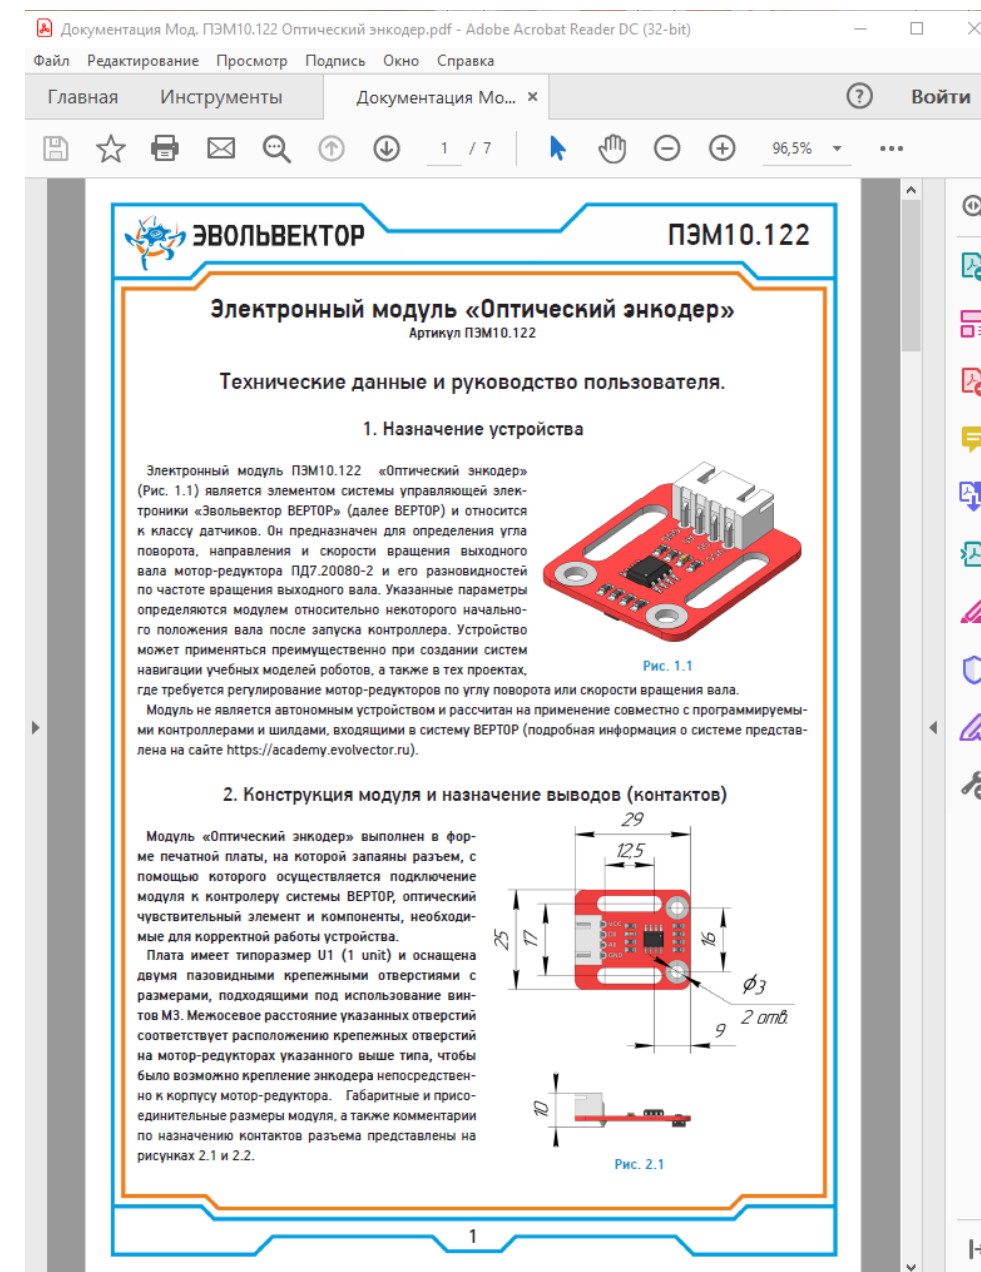 Документация Мод. ПЭМ10.122 Оптический энкодер.pdf - Adobe Acrobat Reader DC (32-bit)
Файл Редактирование Просмотр Подпись Окно Справка
Главная Инструменты Документация Мо... × ? Войти
1 / 7 96,5%
ЭВОЛЬВЕКТОР ПЭМ10.122
Электронный модуль «Оптический энкодер»
Артикул ПЭМ10.122
Технические данные и руководство пользователя.
1. Назначение устройства
Электронный модуль ПЭМ10.122 «Оптический энкодер»
(Рис. 1.1) является элементом системы управляющей элек-
троники «Эвольвектор ВЕРТОР» (далее ВЕРТОР) и относится
к классу датчиков. Он предназначен для определения угла
поворота, направления и скорости вращения выходного
вала мотор-редуктора ПД7.20080-2 и его разновидностей
по частоте вращения выходного вала. Указанные параметры
определяются модулем относительно некоторого начально-
го положения вала после запуска контроллера. Устройство
может применяться преимущественно при создании систем
навигации учебных моделей роботов, а также в тех проектах,
Рис. 1.1
где требуется регулирование мотор-редукторов по углу поворота или скорости вращения вала.
Модуль не является автономным устройством и рассчитан на применение совместно с программируемы-
ми контроллерами и шилдами, входящими в систему ВЕРТОР (подробная информация о системе представ-
лена на сайте https://academy.evolvector.ru).
2. Конструкция модуля и назначение выводов (контактов)
Модуль «Оптический энкодер» выполнен в фор-
ме печатной платы, на которой запаяны разъем, с
помощью которого осуществляется подключение
модуля к контролеру системы ВЕРТОР, оптический
чувствительный элемент и компоненты, необходи-
мые для корректной работы устройства.
Плата имеет типоразмер U1 (1 unit) и оснащена
двумя пазовидными крепежными отверстиями с
размерами, подходящими под использование вин-
тов М3. Межосевое расстояние указанных отверстий
соответствует расположению крепежных отверстий
на мотор-редукторах указанного выше типа, чтобы
было возможно крепление энкодера непосредствен-
но к корпусу мотор-редуктора. Габаритные и присо-
единительные размеры модуля, а также комментарии
по назначению контактов разъема представлены на
рисунках 2.1 и 2.2.
29
12,5
25
17
VCC
GND
16
ϕ3
2 отв.
9
10
Рис. 2.1
1